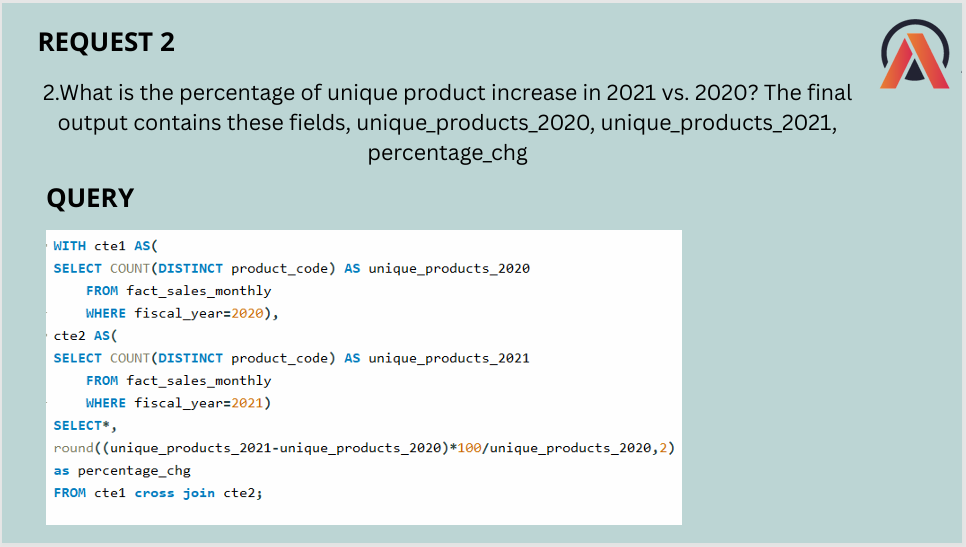 REQUEST 2
2.What is the percentage of unique product increase in 2021 vs. 2020? The final
output contains these fields, unique_products_2020, unique_products_2021,
percentage_chg
QUERY
WITH cte1 AS(
SELECT COUNT(DISTINCT product_code) AS unique_products_2020
FROM fact_sales_monthly
WHERE fiscal_year=2020),
cte2 AS(
SELECT COUNT(DISTINCT product_code) AS unique_products_2021
FROM fact_sales_monthly
WHERE fiscal_year=2021)
SELECT*,
round((unique_products_2021-unique_products_2020)*100/unique_products_2020,2)
as percentage_chg
FROM cte1 cross join cte2;